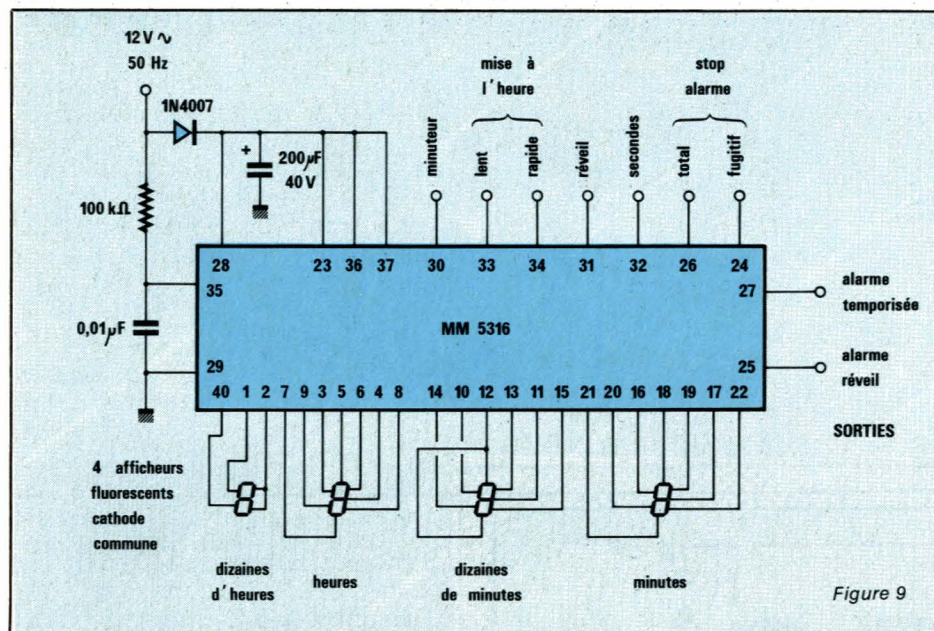 12 V ∿
50 Hz
1N4007
+
200 µF
40 V
100 kΩ
0,01 µF
mise à
l'heure
stop
alarme
minuteur
lent
rapide
réveil
secondes
total
fugitif
28 23 36 37 30 33 34 31 32 26 24
35
27
alarme
temporisée
MM 5316
29
25
alarme
réveil
40 1 2 7 9 3 5 6 4 8 14 10 12 13 11 15 21 20 16 18 19 17 22
SORTIES
4 afficheurs
fluorescents
cathode
commune
dizaines
d'heures
heures
dizaines
de minutes
minutes
Figure 9